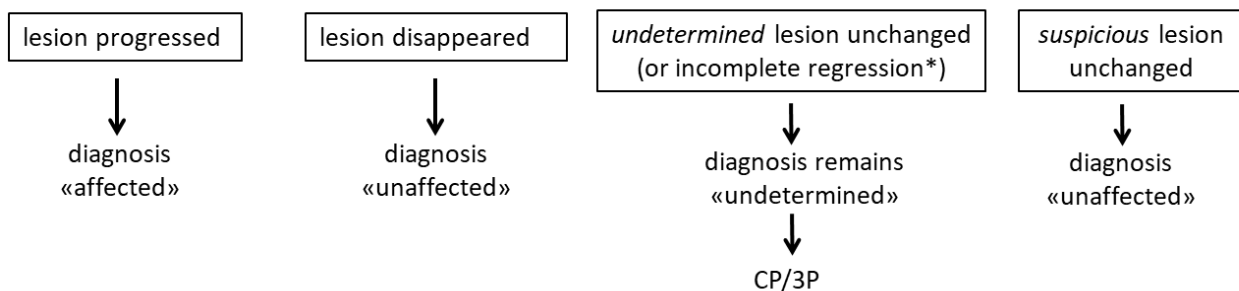 lesion progressed
diagnosis
«affected»
lesion disappeared
diagnosis
«unaffected»
undetermined lesion unchanged
(or incomplete regression*)
diagnosis remains
«undetermined»
CP/3P
suspicious lesion
unchanged
diagnosis
«unaffected»